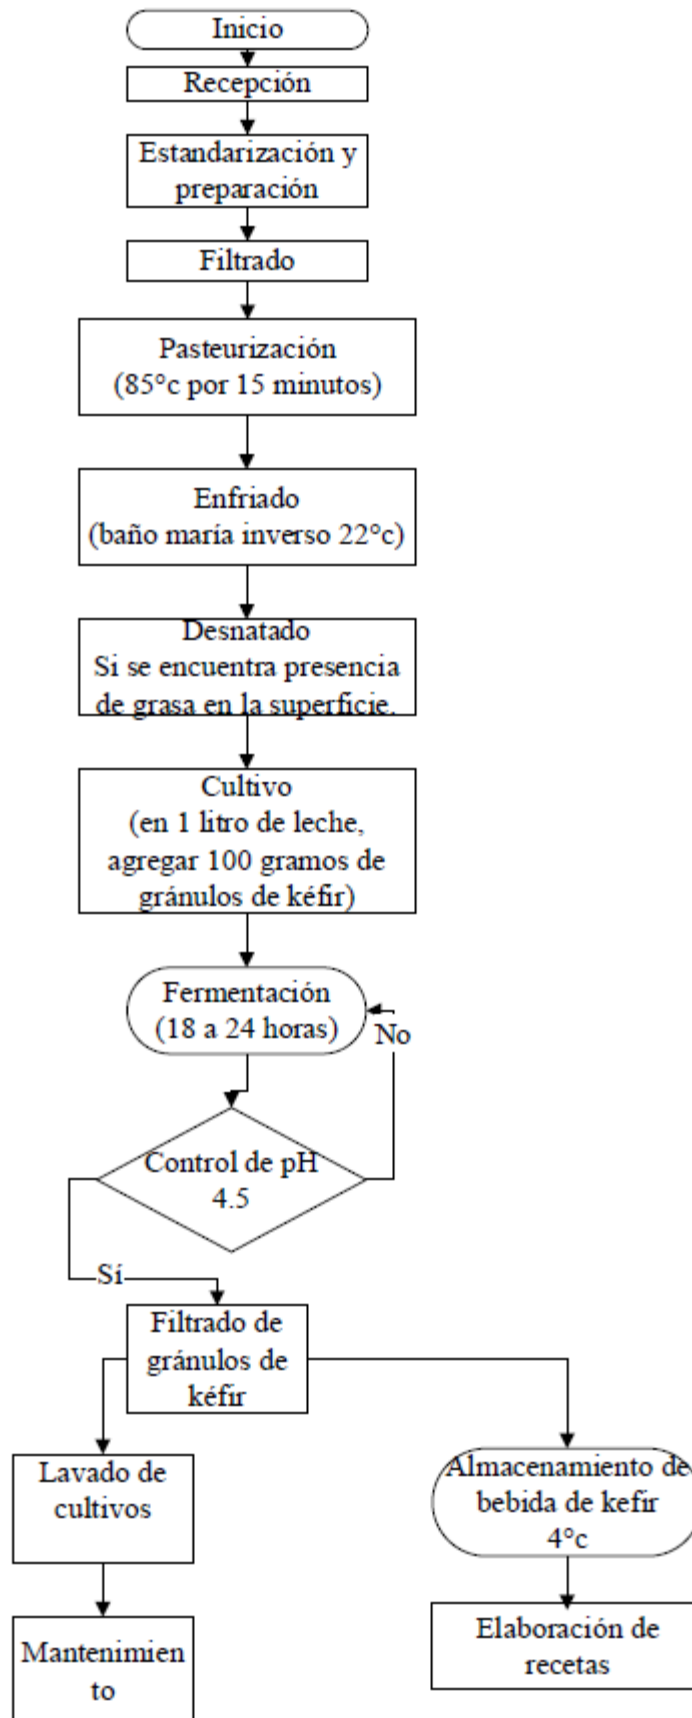 Inicio
Recepción
Estandarización y
preparación
Filtrado
Pasteurización
(85°c por 15 minutos)
Enfriado
(baño maría inverso 22°c)
Desnatado
Si se encuentra presencia
de grasa en la superficie.
Cultivo
(en 1 litro de leche,
agregar 100 gramos de
gránulos de kéfir)
Fermentación
(18 a 24 horas)
No
Control de pH
4.5
Sí
Filtrado de
gránulos de
kéfir
Lavado de
cultivos
Almacenamiento de
bebida de kefir
4°c
Mantenimien
to
Elaboración de
recetas